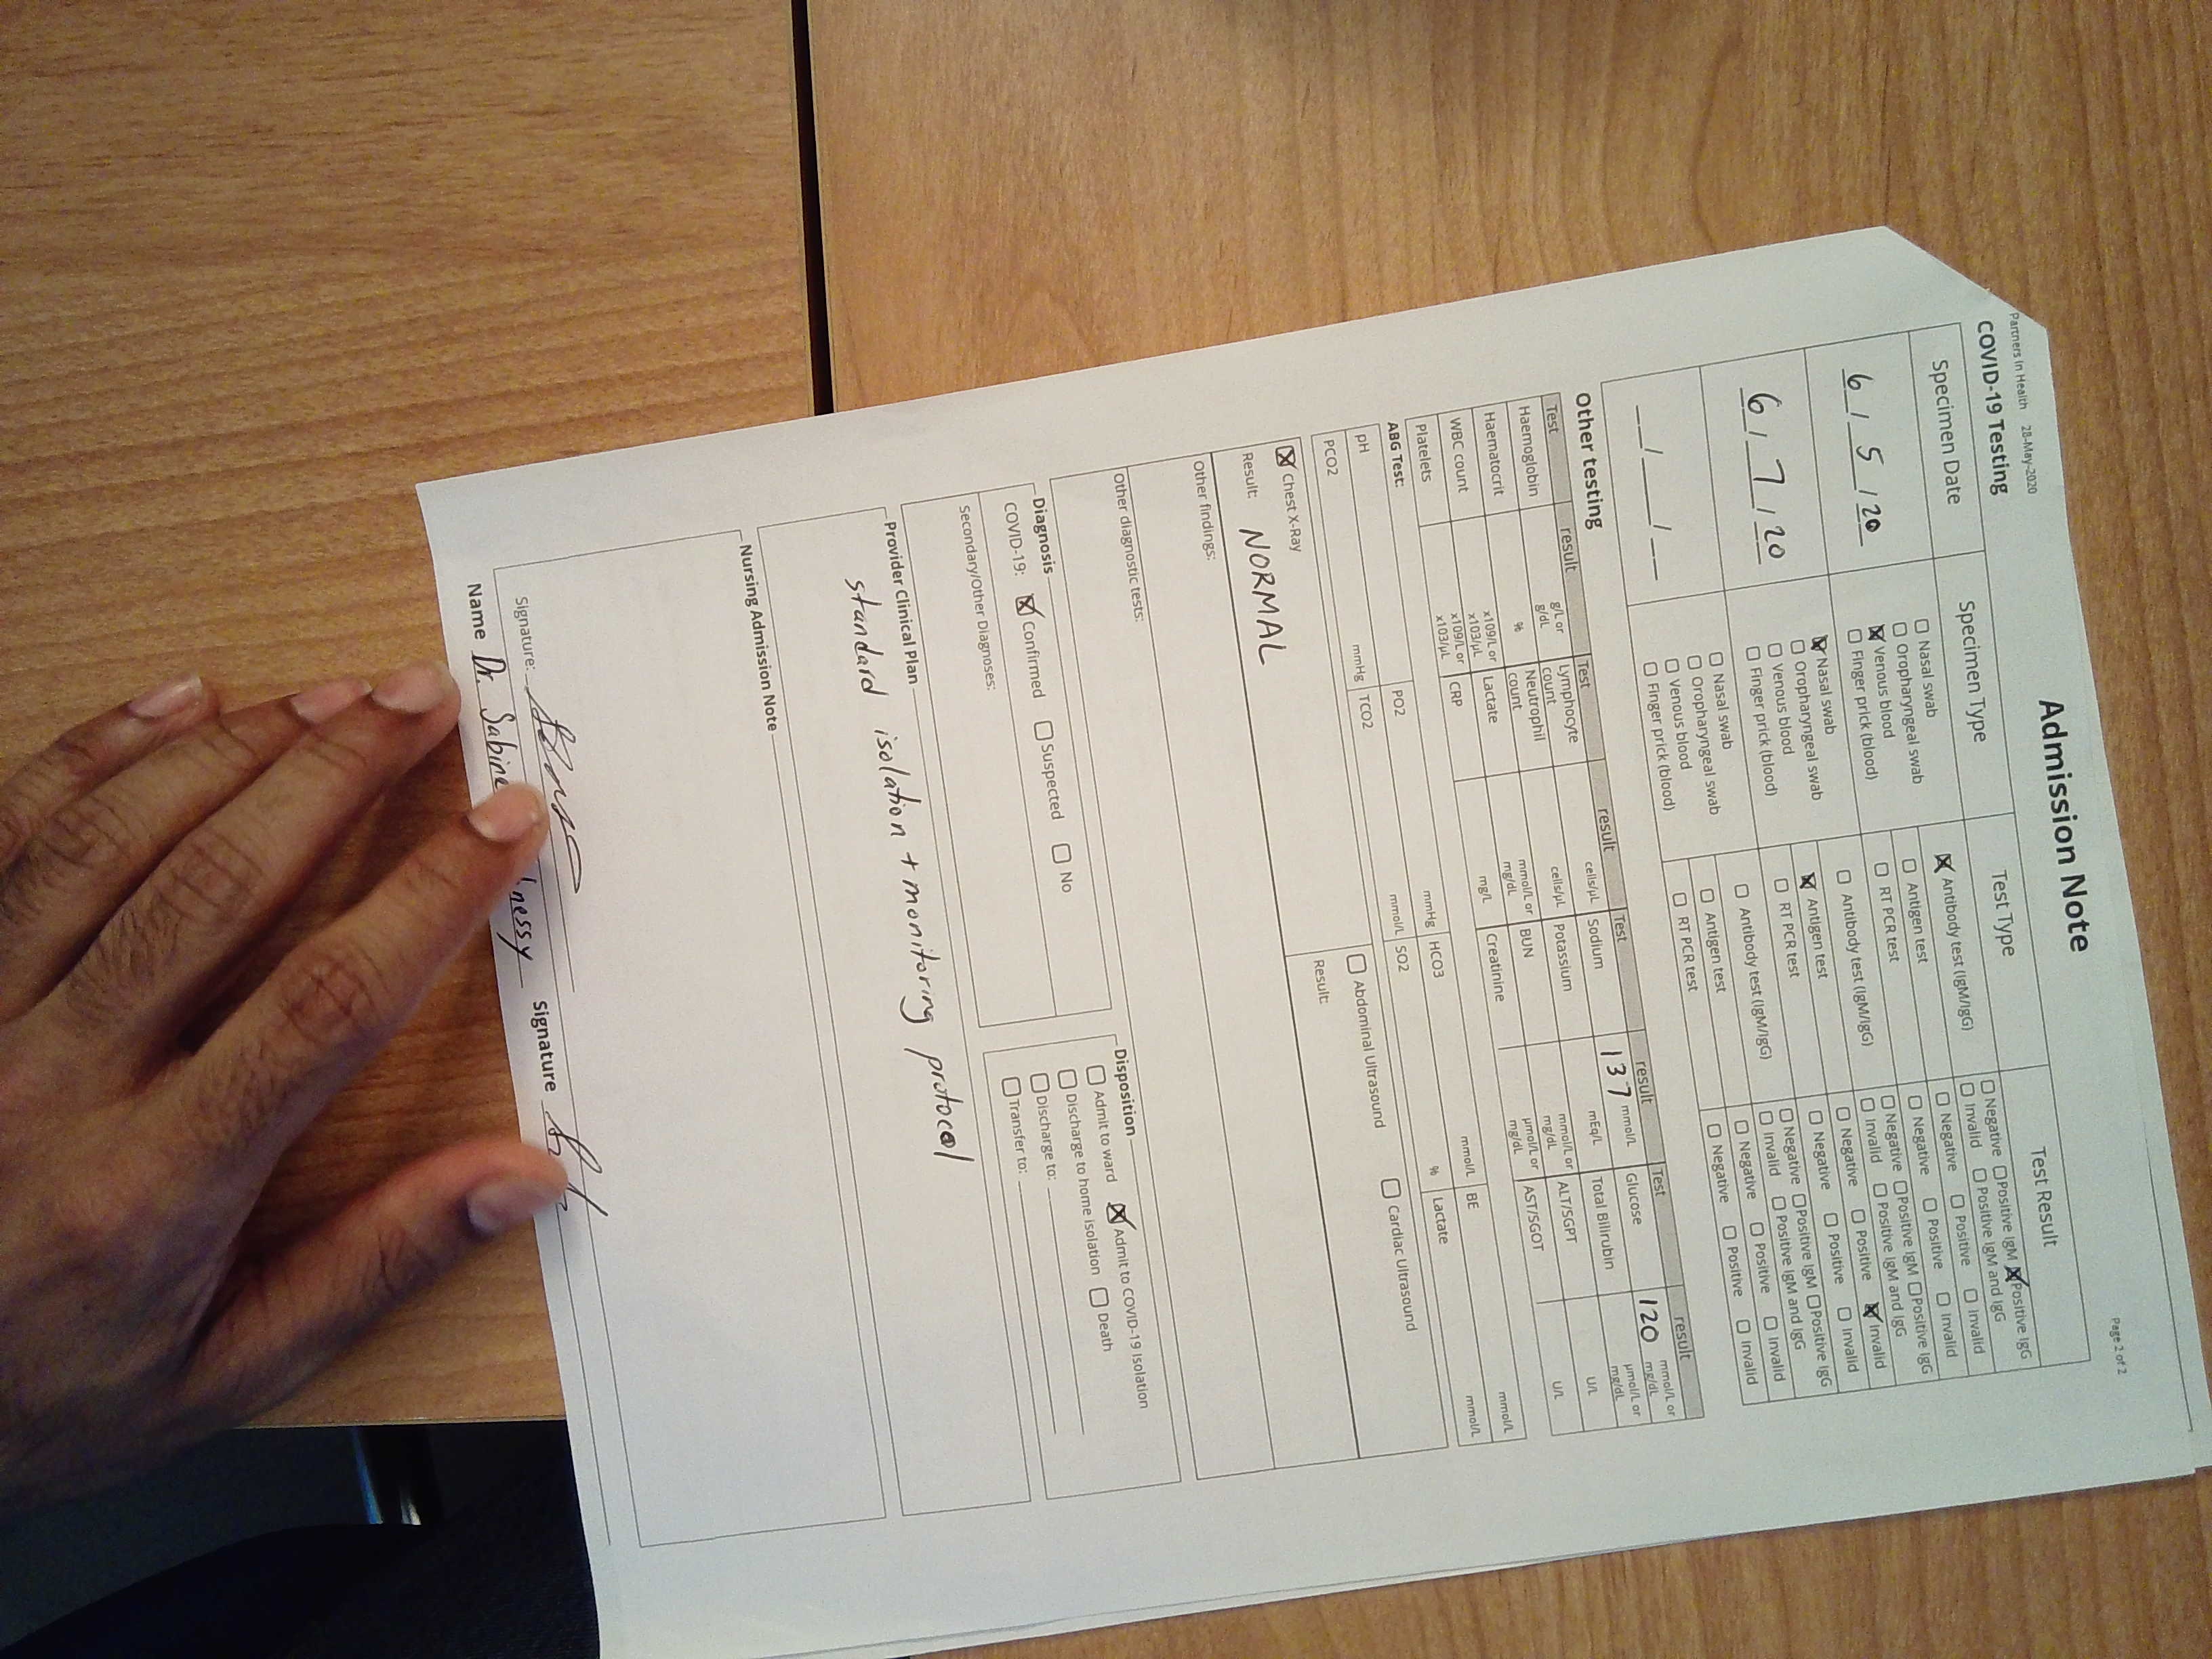 Partners In Health 28-May-2020
Page 2 of 2
Admission Note
COVID-19 Testing
Specimen Date Specimen Type Test Type Test Result
6 / 5 / 20
☐ Nasal swab
☐ Oropharyngeal swab
☒ Venous blood
☐ Finger prick (blood)
☒ Antibody test (IgM/IgG)
☐ Negative ☐ Positive IgM ☒ Positive IgG
☐ Invalid ☐ Positive IgM and IgG
☐ Antigen test
☐ Negative ☐ Positive ☐ Invalid
☐ RT PCR test
☐ Negative ☐ Positive ☐ Invalid
6 / 7 / 20
☒ Nasal swab
☐ Oropharyngeal swab
☐ Venous blood
☐ Finger prick (blood)
☐ Antibody test (IgM/IgG)
☐ Negative ☐ Positive IgM ☐ Positive IgG
☐ Invalid ☐ Positive IgM and IgG
☒ Antigen test
☐ Negative ☐ Positive ☒ Invalid
☐ RT PCR test
☐ Negative ☐ Positive ☐ Invalid
__/__/__
☐ Nasal swab
☐ Oropharyngeal swab
☐ Venous blood
☐ Finger prick (blood)
☐ Antibody test (IgM/IgG)
☐ Negative ☐ Positive IgM ☐ Positive IgG
☐ Invalid ☐ Positive IgM and IgG
☐ Antigen test
☐ Negative ☐ Positive ☐ Invalid
☐ RT PCR test
☐ Negative ☐ Positive ☐ Invalid
Other testing
Test result Test result Test result Test result
Haemoglobin g/L or g/dL Lymphocyte count cells/µL Sodium 137 mmol/L mEq/L Glucose 120 mmol/L or mg/dL
Haematocrit % Neutrophil count cells/µL Potassium mmol/L or mg/dL Total Bilirubin µmol/L or mg/dL
WBC count x109/L or x103/µL Lactate mmol/L or mg/dL BUN mmol/L or mg/dL ALT/SGPT U/L
Platelets x109/L or x103/µL CRP mg/L Creatinine µmol/L or mg/dL AST/SGOT U/L
ABG Test:
pH PO2 mmHg HCO3 mmol/L BE mmol/L
PCO2 mmHg TCO2 mmol/L SO2 % Lactate mmol/L
☒ Chest X-Ray ☐ Abdominal Ultrasound ☐ Cardiac Ultrasound
Result: NORMAL
Result:
Other findings:
Other diagnostic tests:
Diagnosis
COVID-19: ☒ Confirmed ☐ Suspected ☐ No
Secondary/Other Diagnoses:
Disposition
☐ Admit to ward ☒ Admit to COVID-19 Isolation
☐ Discharge to home isolation ☐ Death
☐ Discharge to:
☐ Transfer to:
Provider Clinical Plan
standard isolation + monitoring protocol
Nursing Admission Note
Signature:
Name Dr. Sabine nessy Signature